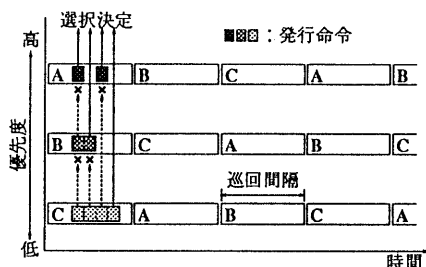 選択決定
：発行命令
高
A B C A B
優先度
B C A B C
巡回間隔
C A B C A
低
時間